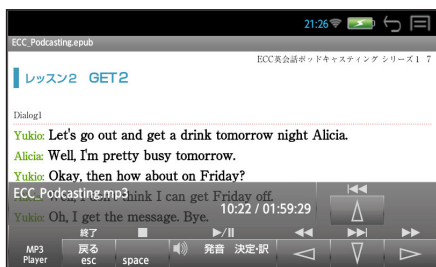 21:26
ECC_Podcasting.epub
ECC英会話ポッドキャスティング シリーズ1 7
レッスン2 GET2
Dialog1
Yukio: Let's go out and get a drink tomorrow night Alicia.
Alicia: Well, I'm pretty busy tomorrow.
Yukio: Okay, then how about on Friday?
Alicia: Well, I don't think I can get Friday off.
ECC_Podcasting.mp3
10:22 / 01:59:29
Yukio: Oh, I get the message. Bye.
終了
MP3 Player
戻る
esc
space
発音 決定·訳